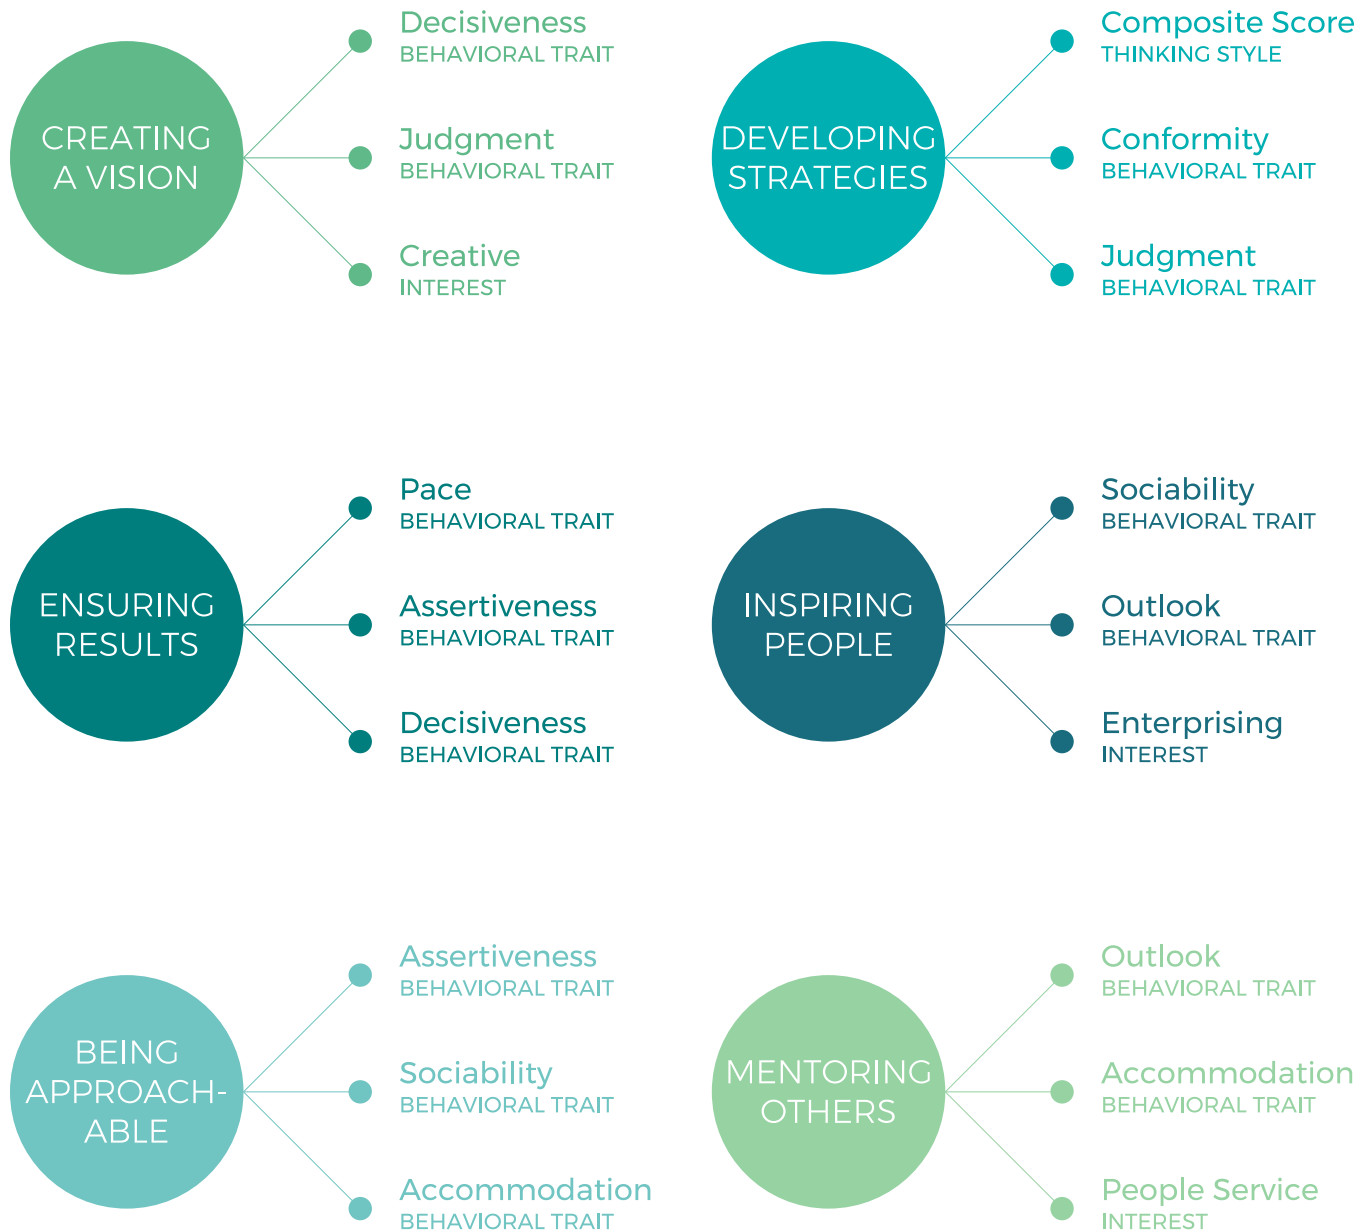 CREATING
A VISION
Decisiveness
BEHAVIORAL TRAIT
Judgment
BEHAVIORAL TRAIT
Creative
INTEREST
DEVELOPING
STRATEGIES
Composite Score
THINKING STYLE
Conformity
BEHAVIORAL TRAIT
Judgment
BEHAVIORAL TRAIT
ENSURING
RESULTS
Pace
BEHAVIORAL TRAIT
Assertiveness
BEHAVIORAL TRAIT
Decisiveness
BEHAVIORAL TRAIT
INSPIRING
PEOPLE
Sociability
BEHAVIORAL TRAIT
Outlook
BEHAVIORAL TRAIT
Enterprising
INTEREST
BEING
APPROACH-
ABLE
Assertiveness
BEHAVIORAL TRAIT
Sociability
BEHAVIORAL TRAIT
Accommodation
BEHAVIORAL TRAIT
MENTORING
OTHERS
Outlook
BEHAVIORAL TRAIT
Accommodation
BEHAVIORAL TRAIT
People Service
INTEREST